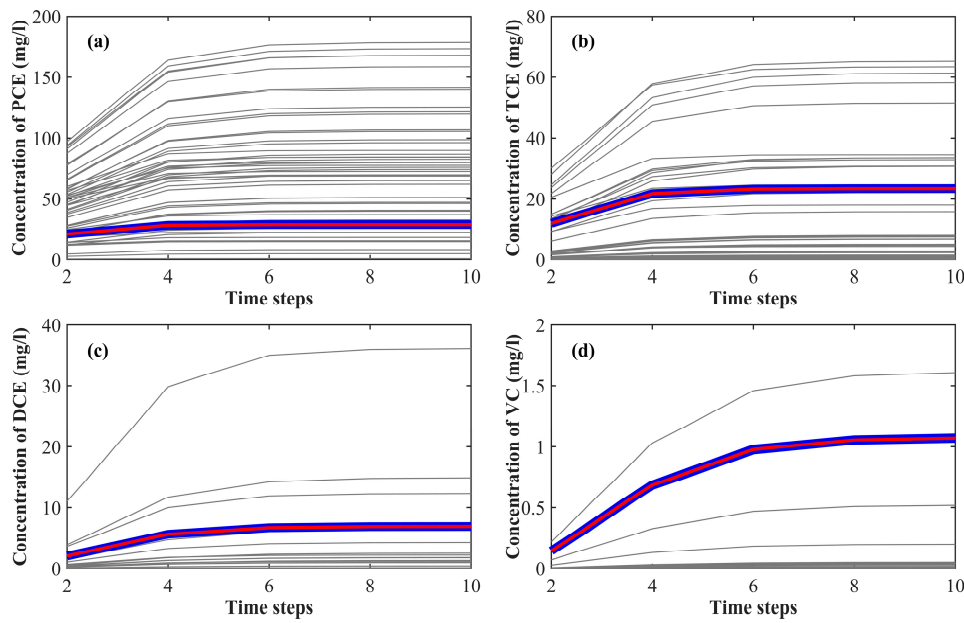 Concentration of PCE (mg/l)
200
150
100
50
0
(a)
2 4 6 8 10
Time steps
Concentration of TCE (mg/l)
80
60
40
20
0
(b)
2 4 6 8 10
Time steps
Concentration of DCE (mg/l)
40
30
20
10
0
(c)
2 4 6 8 10
Time steps
Concentration of VC (mg/l)
2
1.5
1
0.5
0
(d)
2 4 6 8 10
Time steps